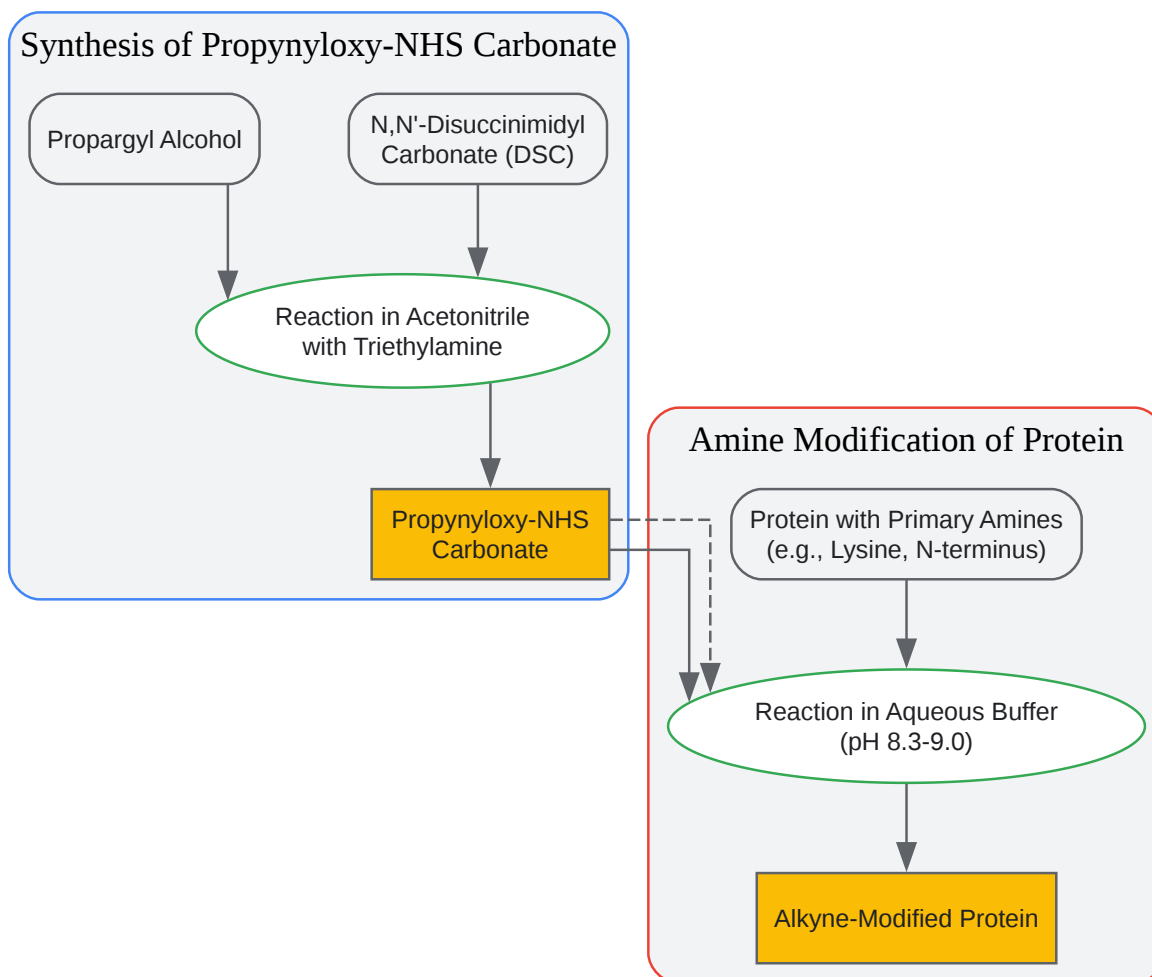 Synthesis of Propynyloxy-NHS Carbonate
Propargyl Alcohol
N,N'-Disuccinimidyl
Carbonate (DSC)
Reaction in Acetonitrile
with Triethylamine
Propynyloxy-NHS
Carbonate
Amine Modification of Protein
Protein with Primary Amines
(e.g., Lysine, N-terminus)
Reaction in Aqueous Buffer
(pH 8.3-9.0)
Alkyne-Modified Protein